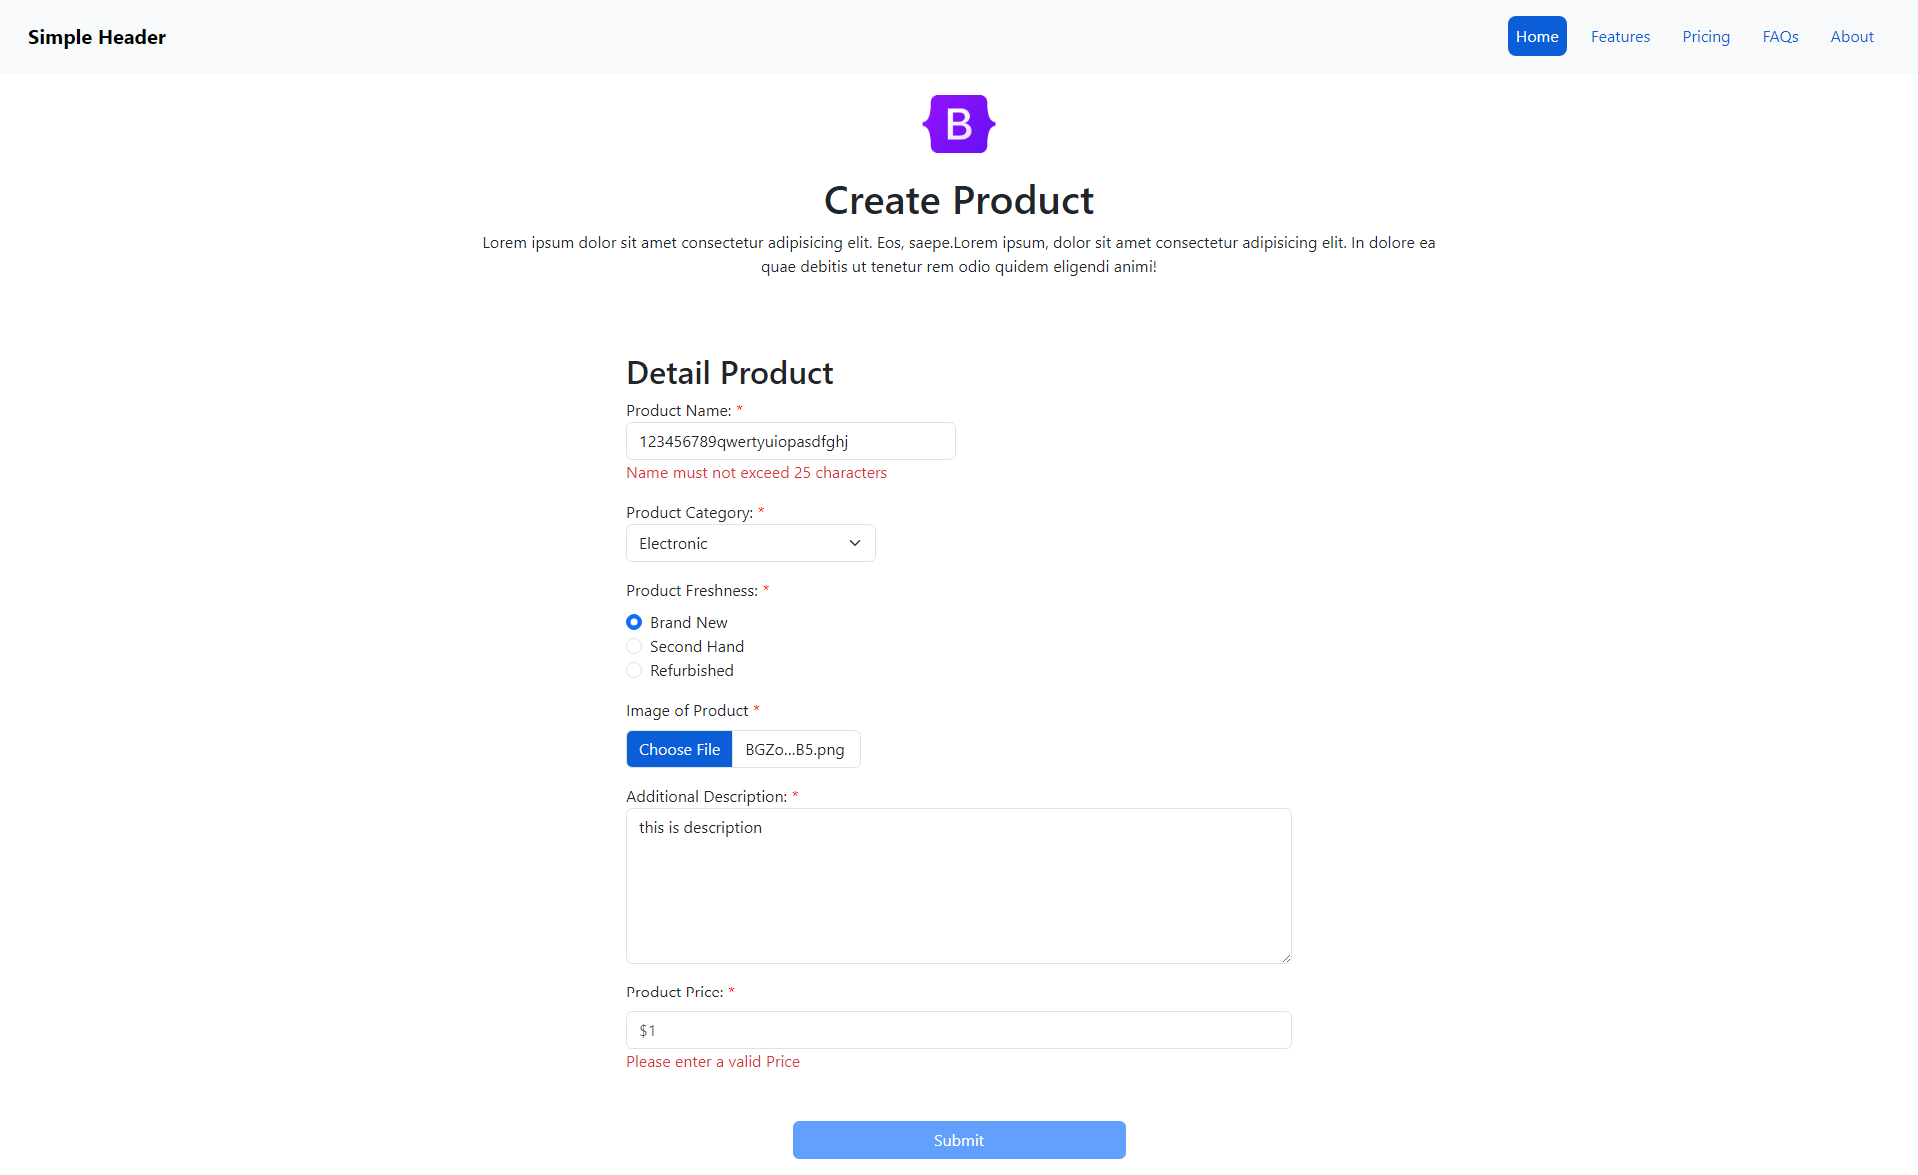 Simple Header
Home Features Pricing FAQs About
B
Create Product
Lorem ipsum dolor sit amet consectetur adipisicing elit. Eos, saepe.Lorem ipsum, dolor sit amet consectetur adipisicing elit. In dolore ea
quae debitis ut tenetur rem odio quidem eligendi animi!
Detail Product
Product Name: *
123456789qwertyuiopasdfghj
Name must not exceed 25 characters
Product Category: *
Electronic
Product Freshness: *
Brand New
Second Hand
Refurbished
Image of Product *
Choose File BGZo...B5.png
Additional Description: *
this is description
Product Price: *
$1
Please enter a valid Price
Submit